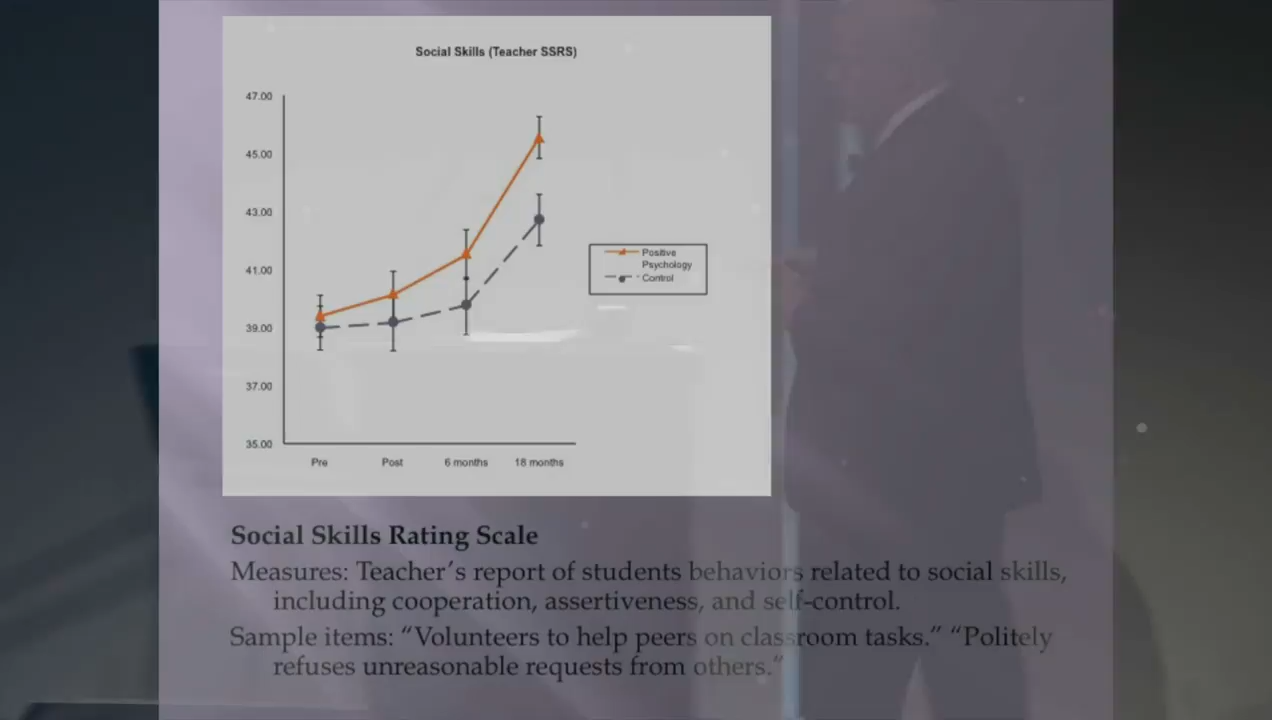 Social Skills (Teacher SSRS)
47.00
45.00
43.00
41.00
39.00
37.00
35.00
Pre Post 6 months 18 months
Positive
Psychology
Control
Social Skills Rating Scale
Measures: Teacher’s report of students behaviors related to social skills,
including cooperation, assertiveness, and self-control.
Sample items: “Volunteers to help peers on classroom tasks.” “Politely
refuses unreasonable requests from others.”